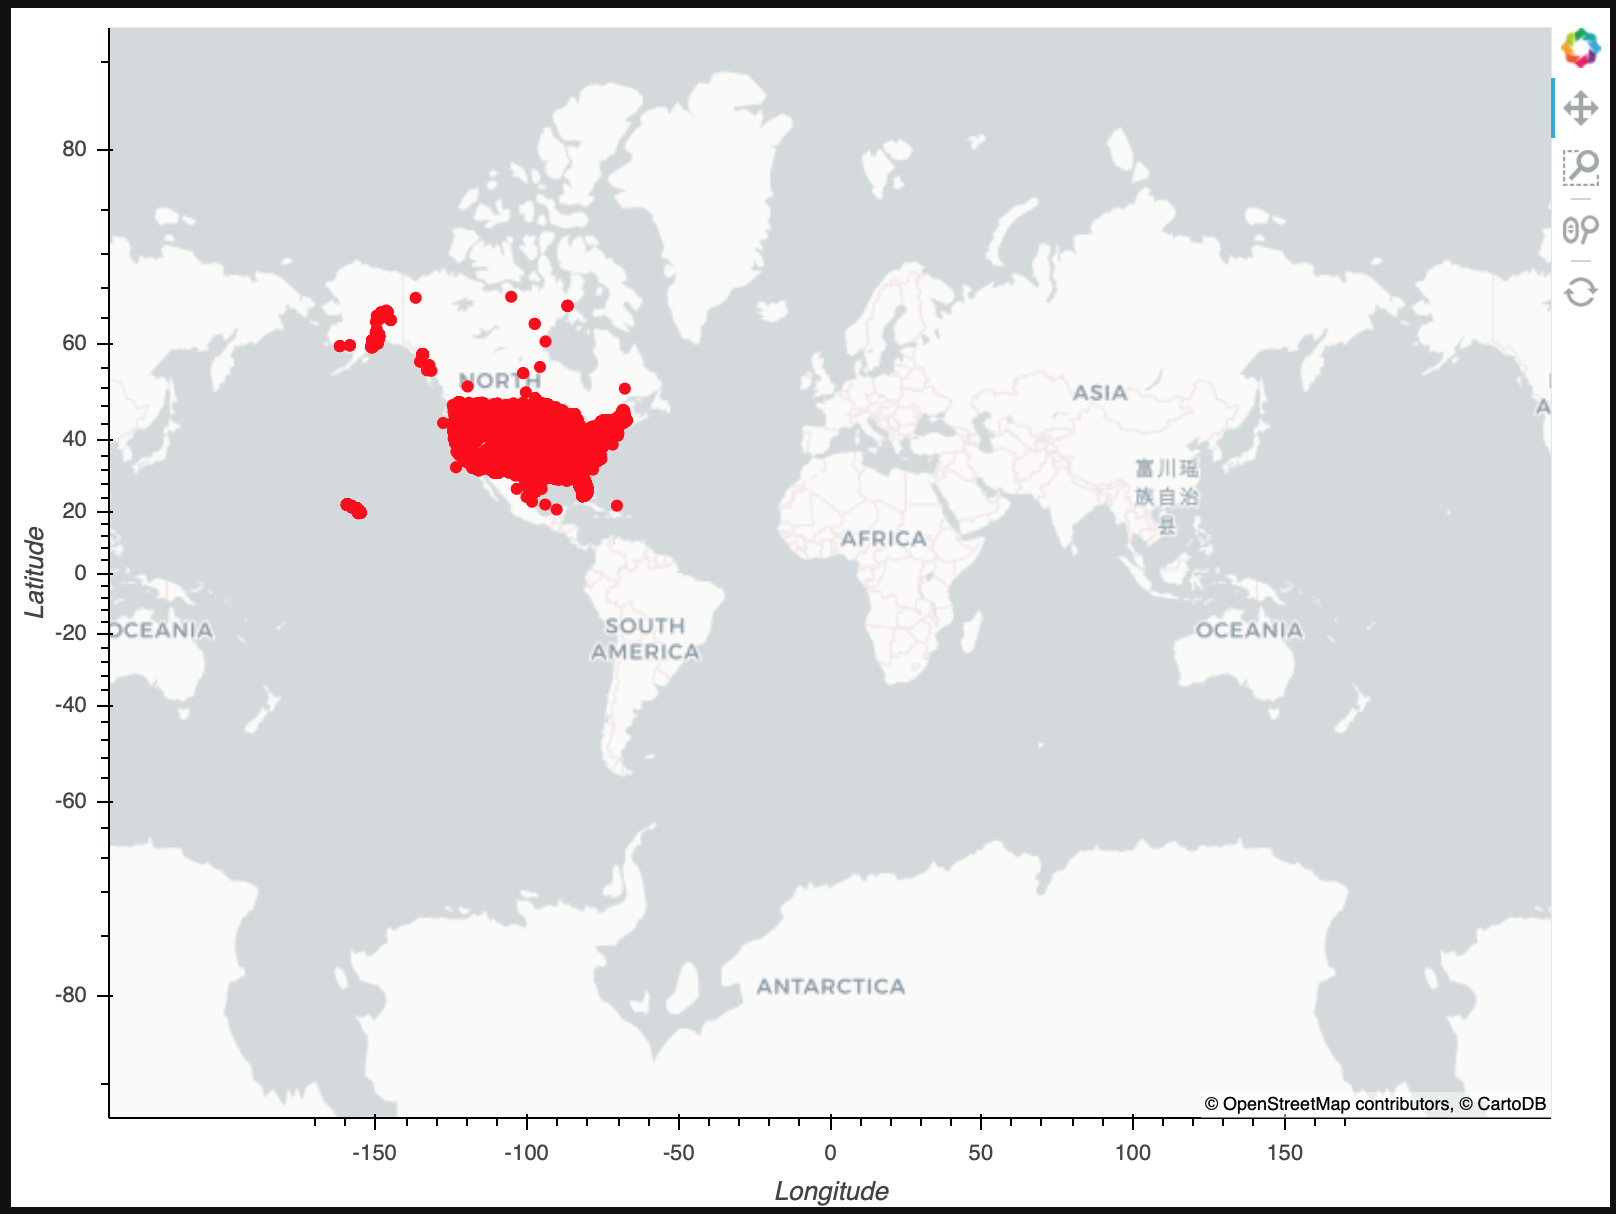 80
60
40
20
0
-20
-40
-60
-80
Latitude
NORTH
ASIA
A
富川瑶
族自治
县
AFRICA
OCEANIA
SOUTH
AMERICA
OCEANIA
ANTARCTICA
© OpenStreetMap contributors, © CartoDB
-150
-100
-50
0
50
100
150
Longitude